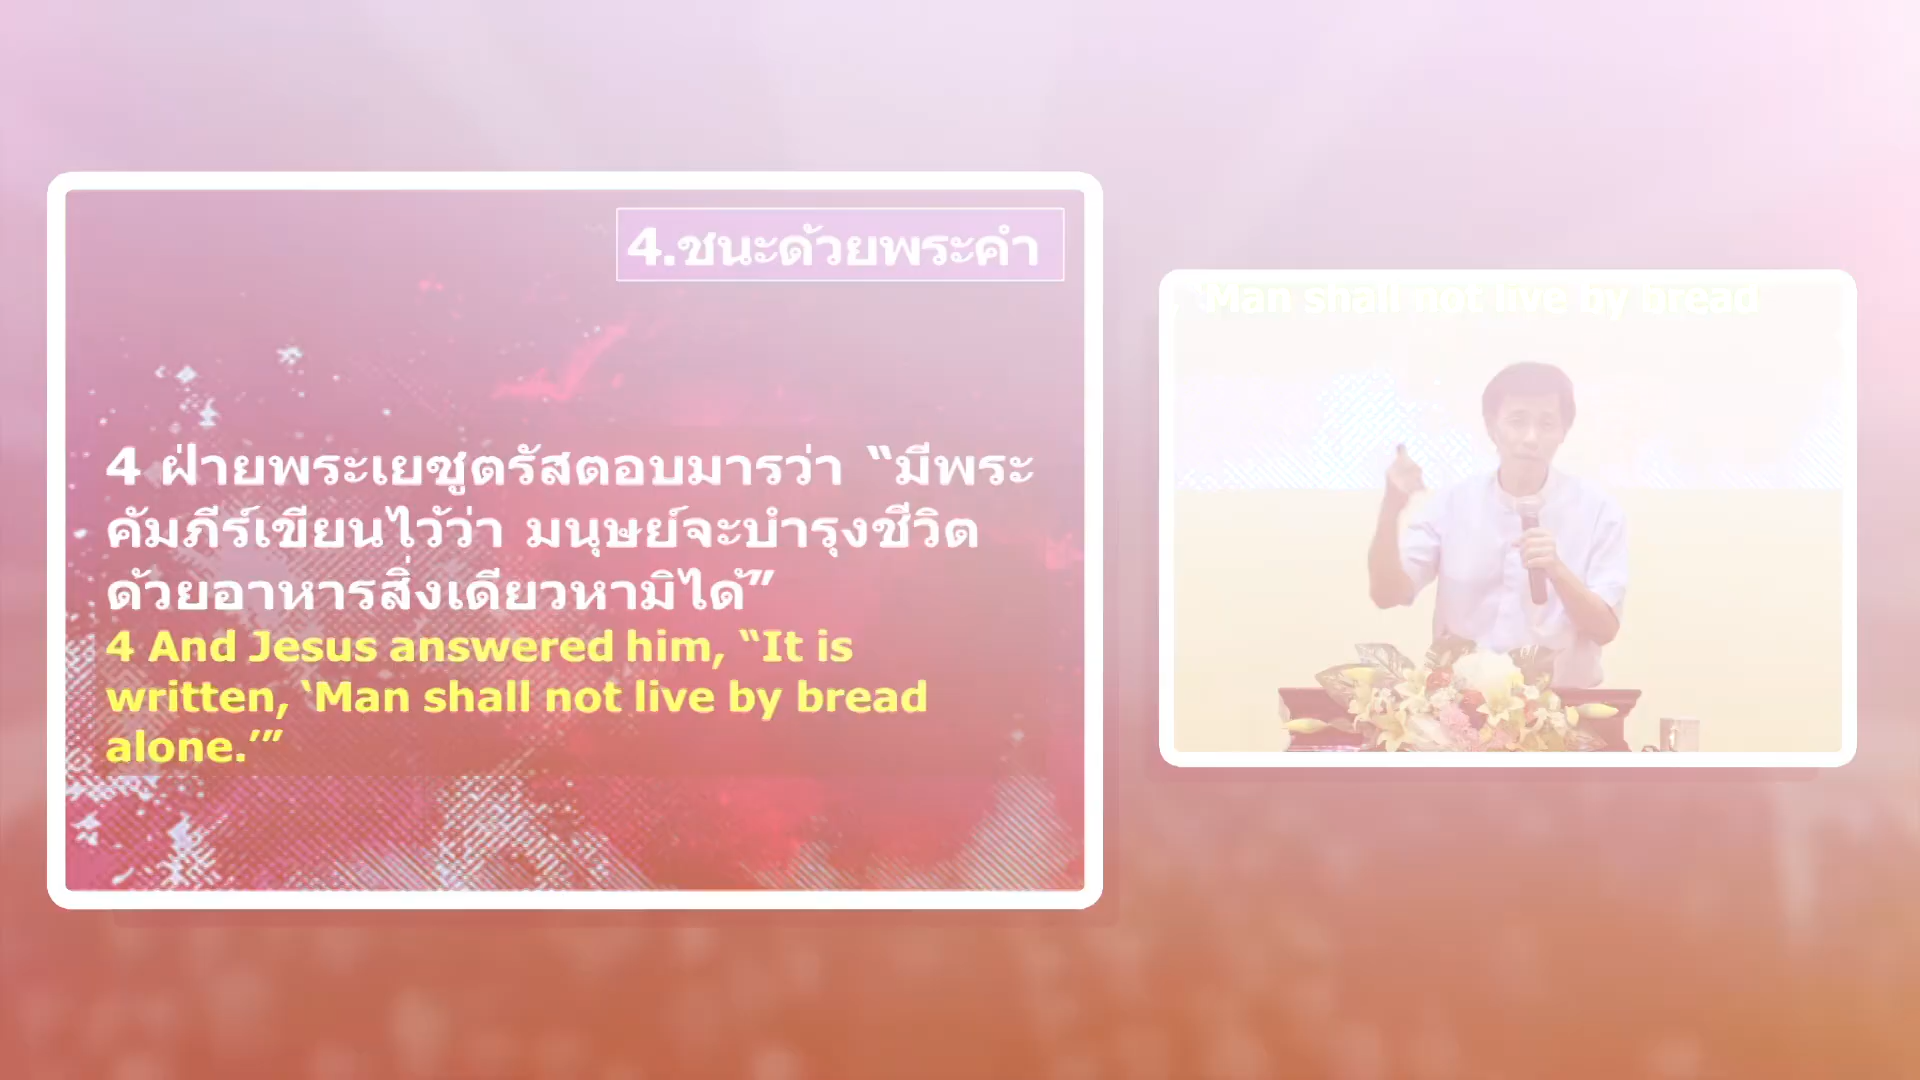 4.ชนะด้วยพระคำ
4 ฝ่ายพระเยซูตรัสตอบมารว่า “มีพระ
คัมภีร์เขียนไว้ว่า มนุษย์จะบำรุงชีวิต
ด้วยอาหารสิ่งเดียวหามิได้”
4 And Jesus answered him, “It is
written, ‘Man shall not live by bread
alone.’”
‘Man shall not live by bread